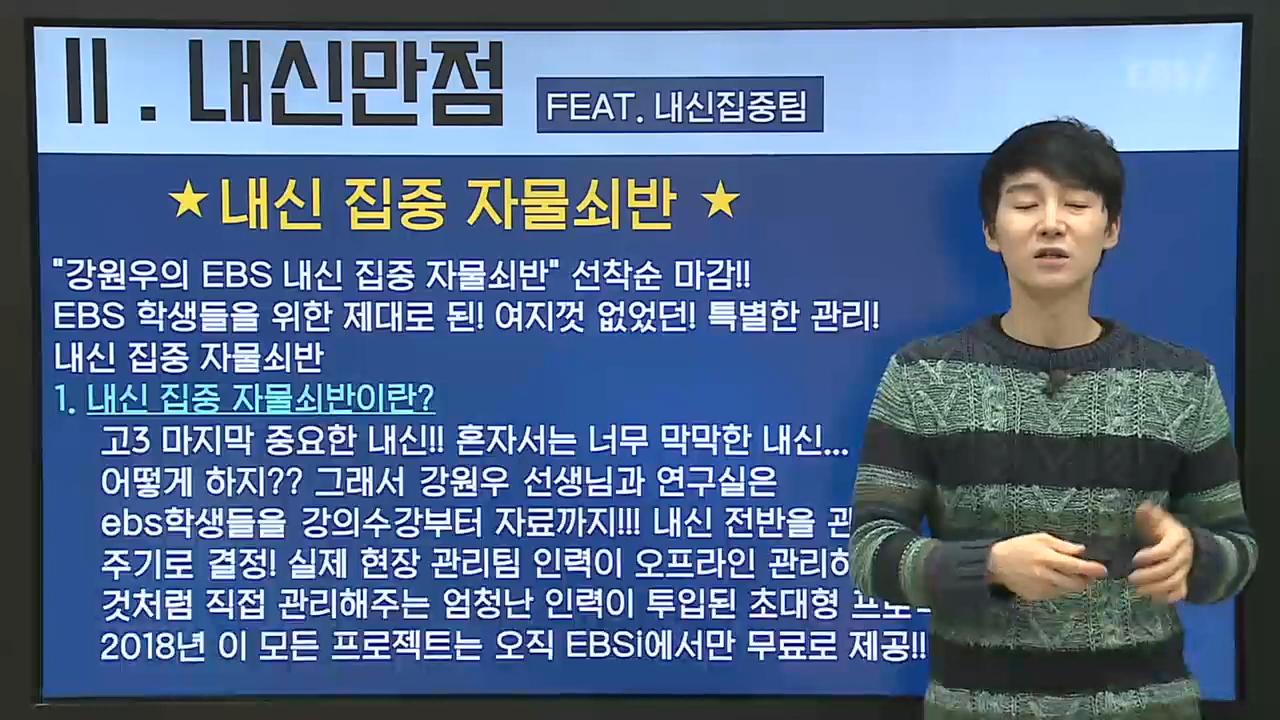 Ⅱ. 내신만점
FEAT. 내신집중팀
EBSi
★내신 집중 자물쇠반 ★
"강원우의 EBS 내신 집중 자물쇠반" 선착순 마감!!
EBS 학생들을 위한 제대로 된! 여지껏 없었던! 특별한 관리!
내신 집중 자물쇠반
1. 내신 집중 자물쇠반이란?
고3 마지막 중요한 내신!! 혼자서는 너무 막막한 내신...
어떻게 하지?? 그래서 강원우 선생님과 연구실은
ebs학생들을 강의수강부터 자료까지!!! 내신 전반을 관
주기로 결정! 실제 현장 관리팀 인력이 오프라인 관리하
것처럼 직접 관리해주는 엄청난 인력이 투입된 초대형 프로
2018년 이 모든 프로젝트는 오직 EBSi에서만 무료로 제공!!